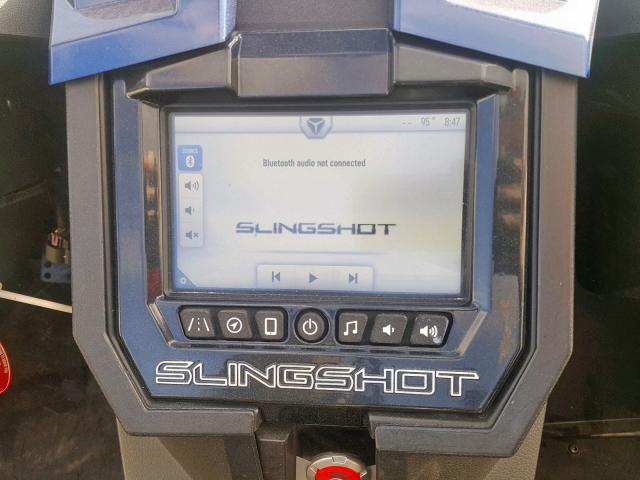 -- 95° 8:47
SOURCE
Bluetooth audio not connected
SLINGSHOT
SLINGSHOT